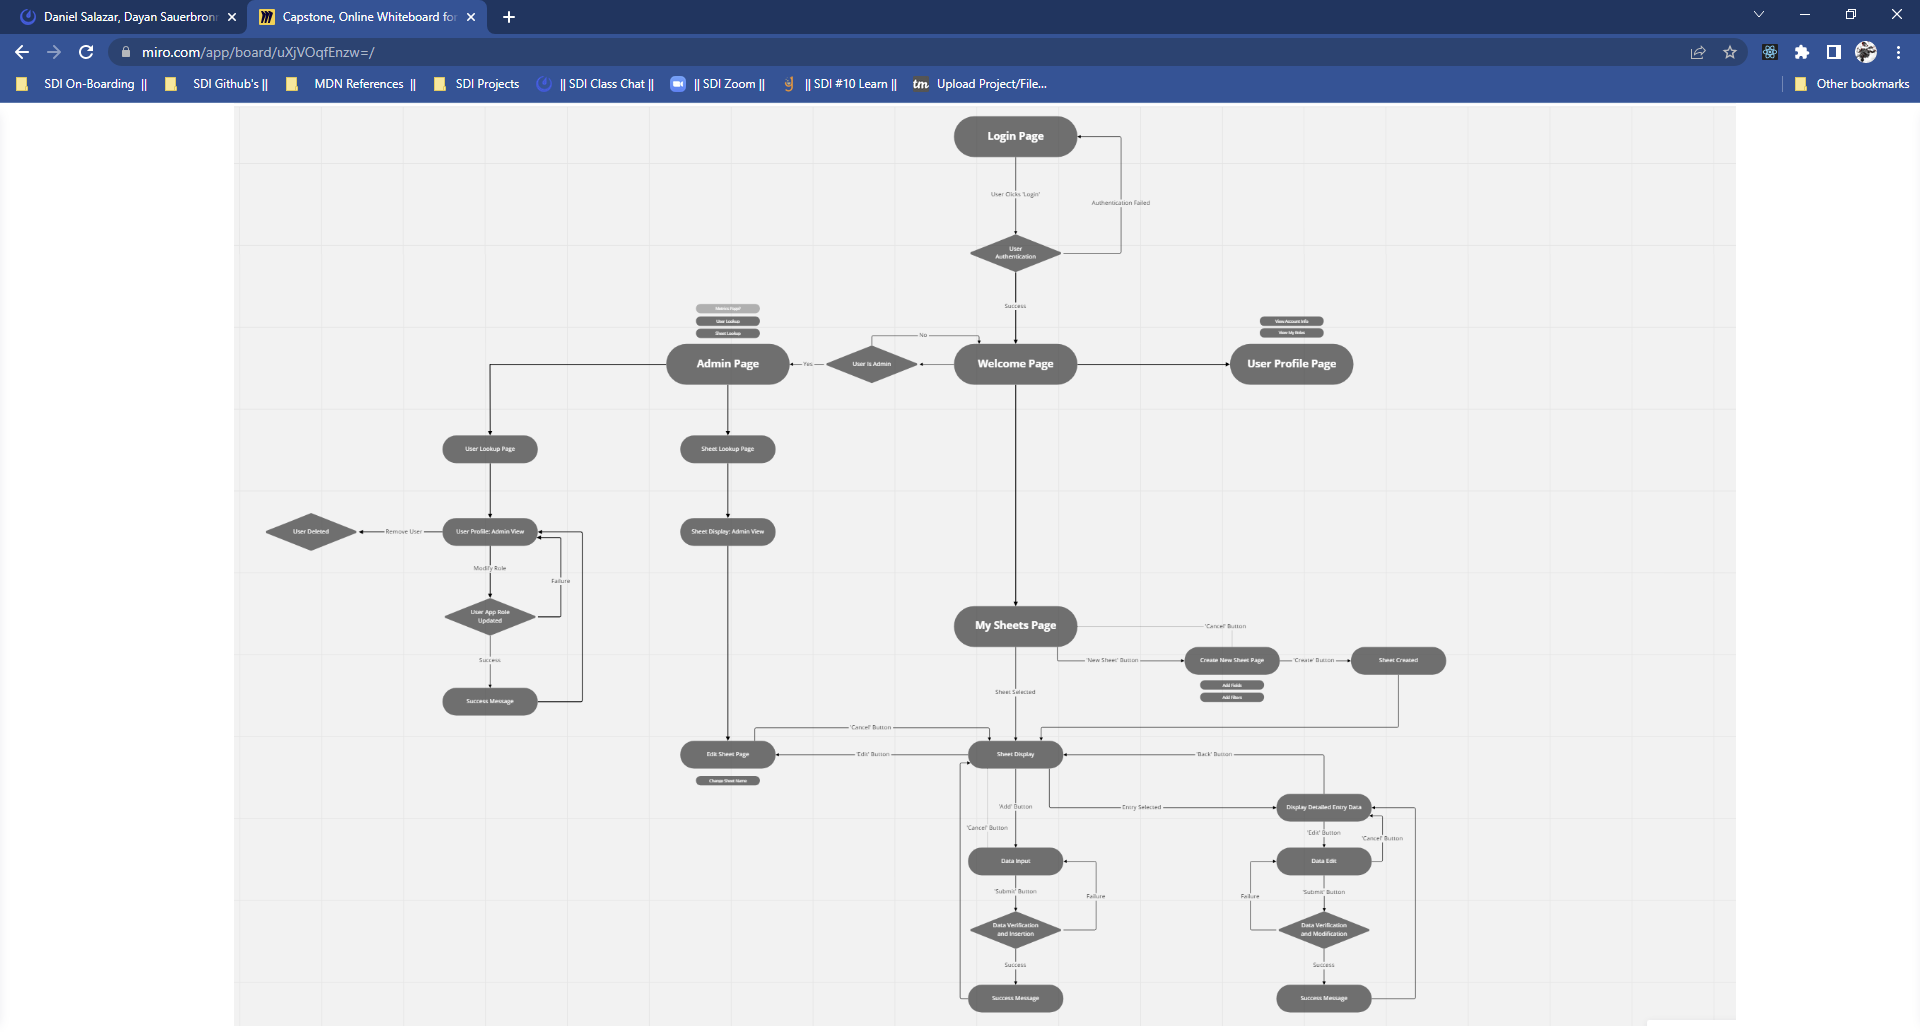 Daniel Salazar, Dayan Sauerbronn
Capstone, Online Whiteboard for
miro.com/app/board/uXjVOqfEnzw=/
SDI On-Boarding ||
SDI Github's ||
MDN References ||
SDI Projects
|| SDI Class Chat ||
|| SDI Zoom ||
|| SDI #10 Learn ||
tm
Upload Project/File...
Other bookmarks
Login Page
User Clicks 'Login'
Authentication Failed
User
Authentication
Success
User Lookup
Sheet Lookup
View Account Info
View My Roles
No
Admin Page
Yes
User is Admin
Welcome Page
User Profile Page
User Lookup Page
Sheet Lookup Page
User Deleted
Remove User
User Profile: Admin View
Sheet Display: Admin View
Modify Role
Failure
User App Role
Updated
My Sheets Page
'Cancel' Button
Success
'New Sheet' Button
Create New Sheet Page
'Create' Button
Sheet Created
Add Fields
Add Filters
Sheet Selected
Success Message
'Cancel' Button
Edit Sheet Page
'Edit' Button
Sheet Display
'Back' Button
Change Sheet Name
'Add' Button
Entry Selected
Display Detailed Entry Data
'Cancel' Button
'Edit' Button
'Cancel' Button
Data Input
Data Edit
'Submit' Button
'Submit' Button
Failure
Failure
Data Verification
and Insertion
Data Verification
and Modification
Success
Success
Success Message
Success Message